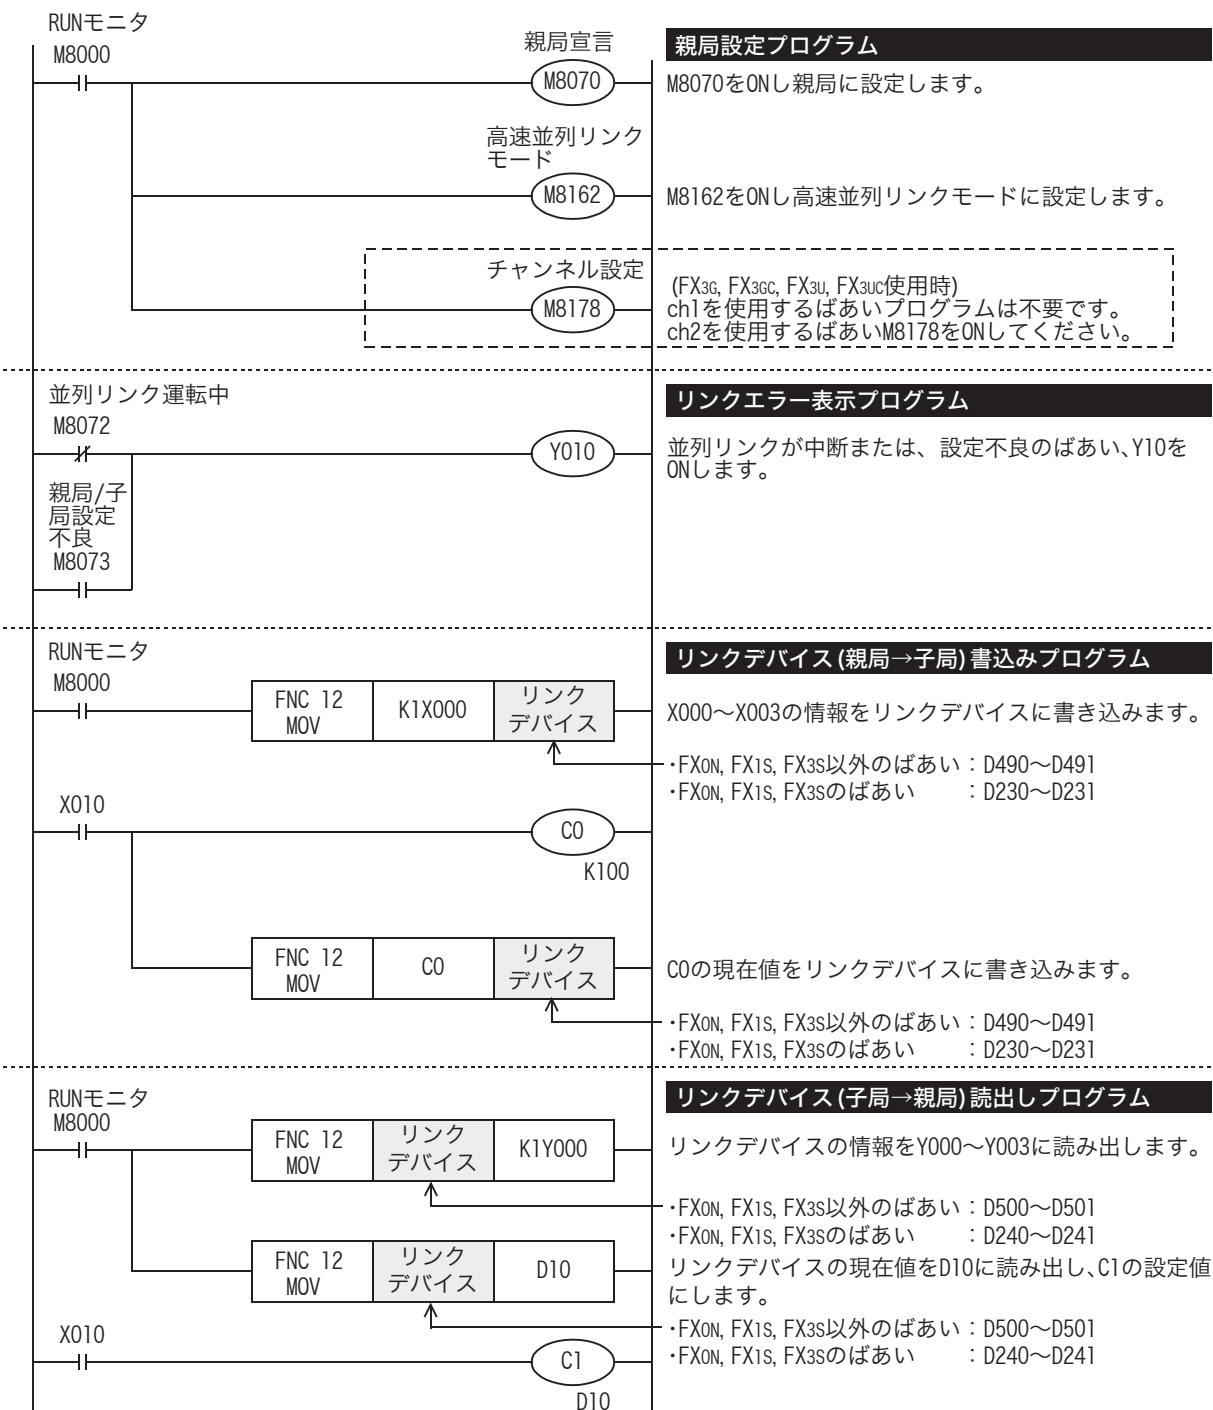 RUNモニタ
M8000
親局宣言
M8070
親局設定プログラム
M8070をONし親局に設定します。
高速並列リンク
モード
M8162
M8162をONし高速並列リンクモードに設定します。
チャンネル設定
M8178
(FX3G, FX3GC, FX3U, FX3UC使用時)
ch1を使用するばあいプログラムは不要です。
ch2を使用するばあいM8178をONしてください。
並列リンク運転中
M8072
Y010
リンクエラー表示プログラム
並列リンクが中断または、設定不良のばあい、Y10を
ONします。
親局/子
局設定
不良
M8073
RUNモニタ
M8000
FNC 12
MOV
K1X000
リンク
デバイス
リンクデバイス(親局→子局)書込みプログラム
X000～X003の情報をリンクデバイスに書き込みます。
・FX0N, FX1S, FX3S以外のばあい：D490～D491
・FX0N, FX1S, FX3Sのばあい　　：D230～D231
X010
C0
K100
FNC 12
MOV
C0
リンク
デバイス
C0の現在値をリンクデバイスに書き込みます。
・FX0N, FX1S, FX3S以外のばあい：D490～D491
・FX0N, FX1S, FX3Sのばあい　　：D230～D231
RUNモニタ
M8000
FNC 12
MOV
リンク
デバイス
K1Y000
リンクデバイス(子局→親局)読出しプログラム
リンクデバイスの情報をY000～Y003に読み出します。
・FX0N, FX1S, FX3S以外のばあい：D500～D501
・FX0N, FX1S, FX3Sのばあい　　：D240～D241
FNC 12
MOV
リンク
デバイス
D10
リンクデバイスの現在値をD10に読み出し、C1の設定値
にします。
・FX0N, FX1S, FX3S以外のばあい：D500～D501
・FX0N, FX1S, FX3Sのばあい　　：D240～D241
X010
C1
D10